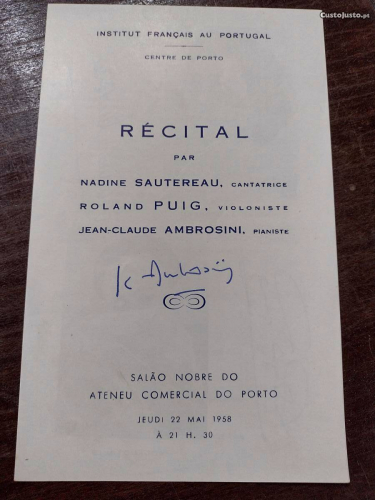 CustoJusto.pt
INSTITUT FRANÇAIS AU PORTUGAL
CENTRE DE PORTO
RÉCITAL
PAR
NADINE SAUTEREAU, CANTATRICE
ROLAND PUIG, VIOLONISTE
JEAN-CLAUDE AMBROSINI, PIANISTE
SALÃO NOBRE DO
ATENEU COMERCIAL DO PORTO
JEUDI 22 MAI 1958
À 21 H. 30